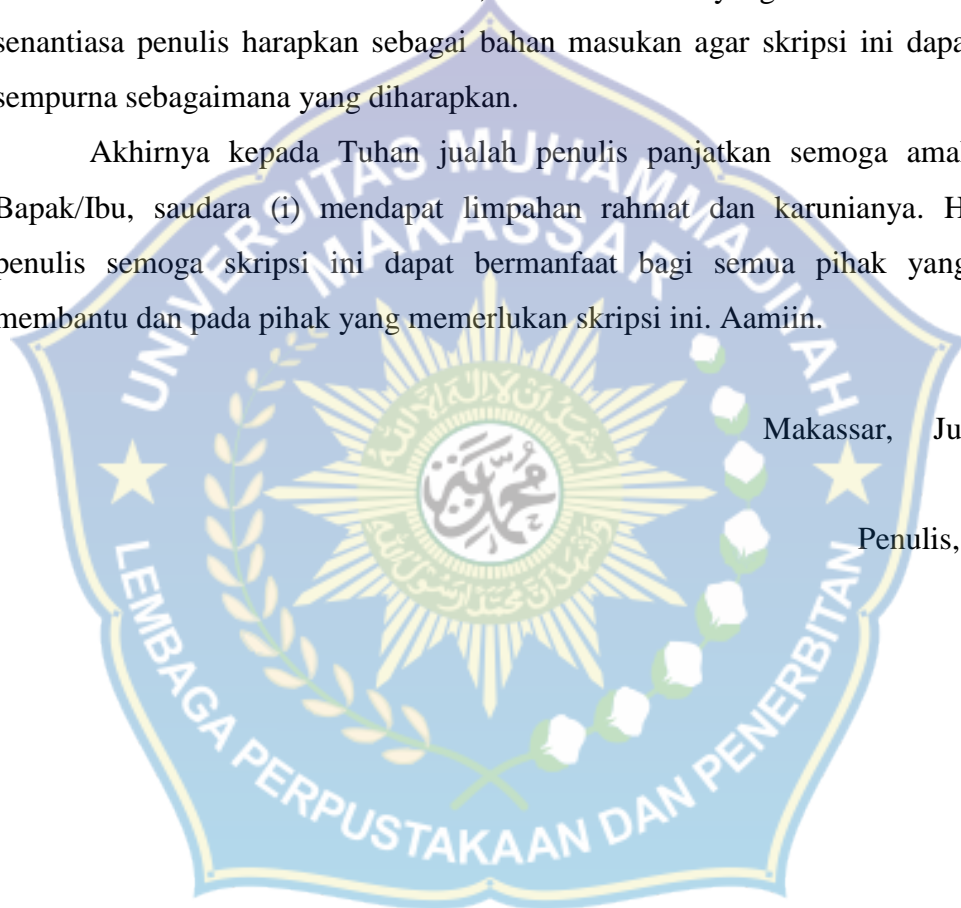 senantiasa penulis harapkan sebagai bahan masukan agar skripsi ini dapa
sempurna sebagaimana yang diharapkan.
Akhirnya kepada Tuhan jualah penulis panjatkan semoga amal
Bapak/Ibu, saudara (i) mendapat limpahan rahmat dan karunianya. H
penulis semoga skripsi ini dapat bermanfaat bagi semua pihak yang
membantu dan pada pihak yang memerlukan skripsi ini. Aamiin.
Makassar, Ju
Penulis,
UNIVERSITAS MUHAMMADIYAH
MAKASSAR
LEMBAGA PERPUSTAKAAN DAN PENERBITAN